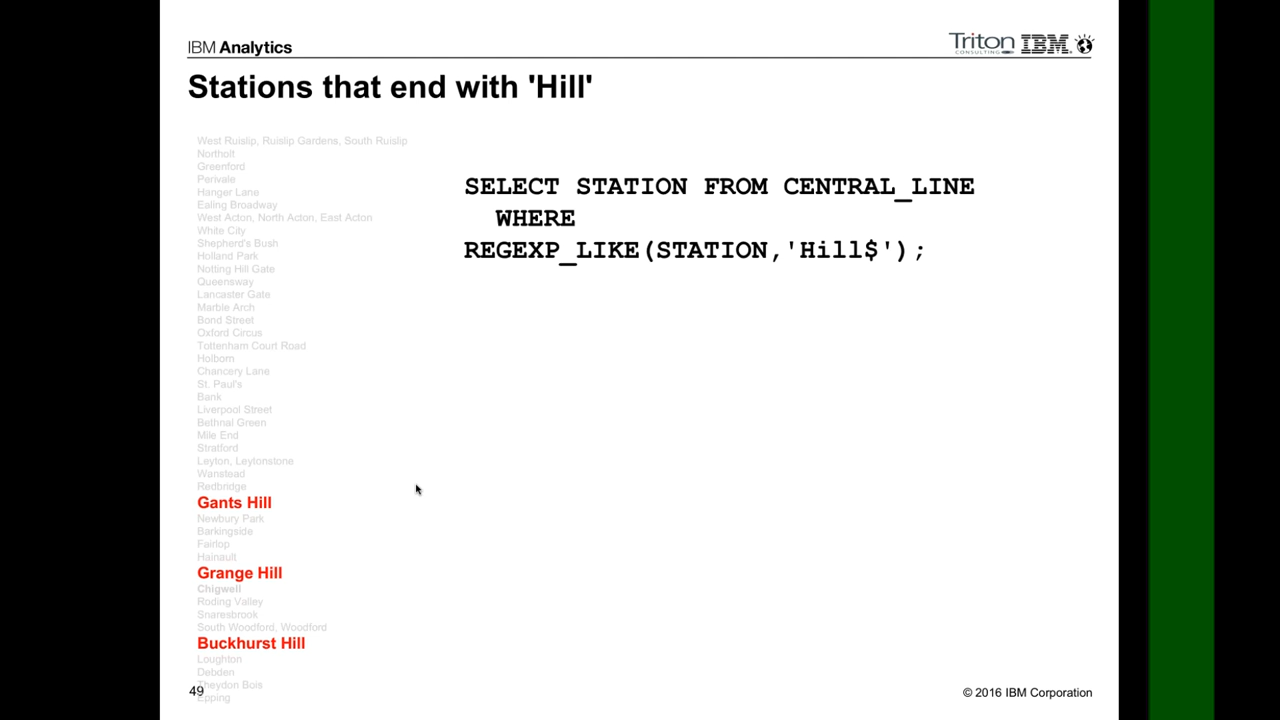 IBM Analytics
Triton
CONSULTING
IBM
Stations that end with 'Hill'
West Ruislip, Ruislip Gardens, South Ruislip
Northolt
Greenford
Perivale
Hanger Lane
Ealing Broadway
West Acton, North Acton, East Acton
White City
Shepherd's Bush
Holland Park
Notting Hill Gate
Queensway
Lancaster Gate
Marble Arch
Bond Street
Oxford Circus
Tottenham Court Road
Holborn
Chancery Lane
St. Paul's
Bank
Liverpool Street
Bethnal Green
Mile End
Stratford
Leyton, Leytonstone
Wanstead
Redbridge
Gants Hill
Newbury Park
Barkingside
Fairlop
Hainault
Grange Hill
Chigwell
Roding Valley
Snaresbrook
South Woodford, Woodford
Buckhurst Hill
Loughton
Debden
Theydon Bois
Epping
SELECT STATION FROM CENTRAL_LINE
WHERE
REGEXP_LIKE(STATION,'Hill$');
49
© 2016 IBM Corporation